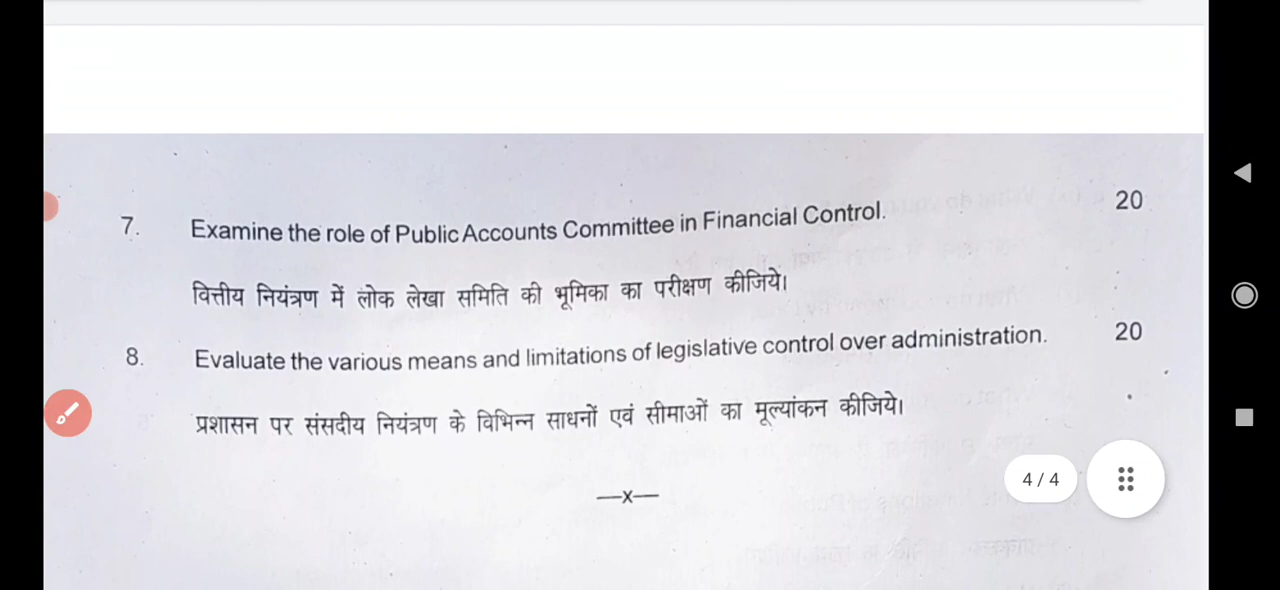 7. Examine the role of Public Accounts Committee in Financial Control. 20
वित्तीय नियंत्रण में लोक लेखा समिति की भूमिका का परीक्षण कीजिये।
8. Evaluate the various means and limitations of legislative control over administration. 20
प्रशासन पर संसदीय नियंत्रण के विभिन्न साधनों एवं सीमाओं का मूल्यांकन कीजिये।
—x—
4 / 4